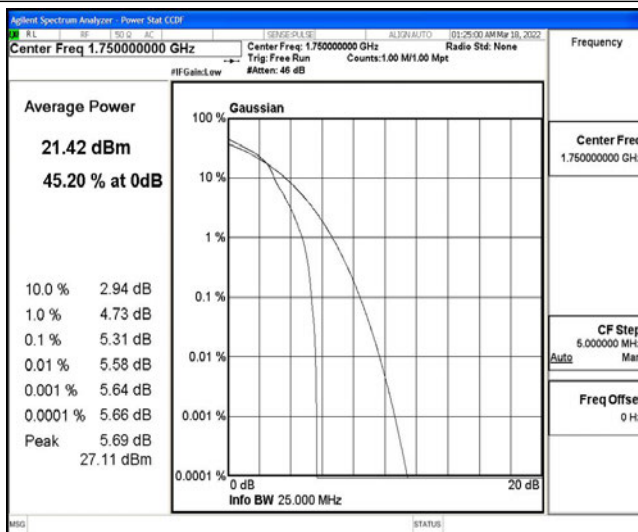 Agilent Spectrum Analyzer - Power Stat CCDF
RL RF 50 Ω AC SENSE:PULSE ALIGN AUTO 01:25:00 AM Mar 18, 2022
Center Freq 1.750000000 GHz
Center Freq: 1.750000000 GHz Radio Std: None
Trig: Free Run Counts:1.00 M/1.00 Mpt
#IFGain:Low #Atten: 46 dB
Frequency
Average Power
21.42 dBm
45.20 % at 0dB
10.0 % 2.94 dB
1.0 % 4.73 dB
0.1 % 5.31 dB
0.01 % 5.58 dB
0.001 % 5.64 dB
0.0001 % 5.66 dB
Peak 5.69 dB
27.11 dBm
Gaussian
100 %
10 %
1 %
0.1 %
0.01 %
0.001 %
0.0001 %
0 dB 20 dB
Info BW 25.000 MHz
Center Freq
1.750000000 GHz
CF Step
5.000000 MHz
Auto Man
Freq Offse
0 Hz
MSG STATUS